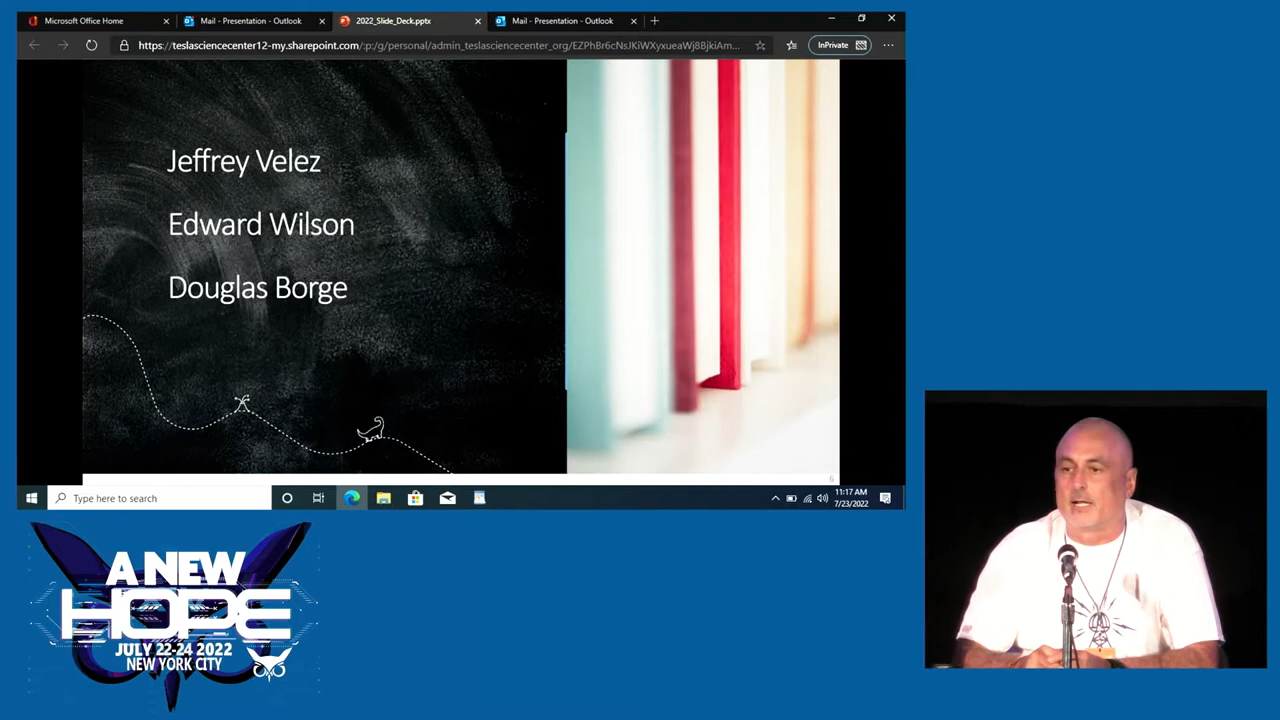 Microsoft Office Home
Mail - Presentation - Outlook
2022_Slide_Deck.pptx
Mail - Presentation - Outlook
https://teslasciencecenter12-my.sharepoint.com/:p:/g/personal/admin_teslasciencecenter_org/EZPhBr6cNsJKiWXyxueaWj8BjkiAm...
InPrivate
Jeffrey Velez
Edward Wilson
Douglas Borge
6
Type here to search
11:17 AM
7/23/2022
A NEW
HOPE
JULY 22-24 2022
NEW YORK CITY